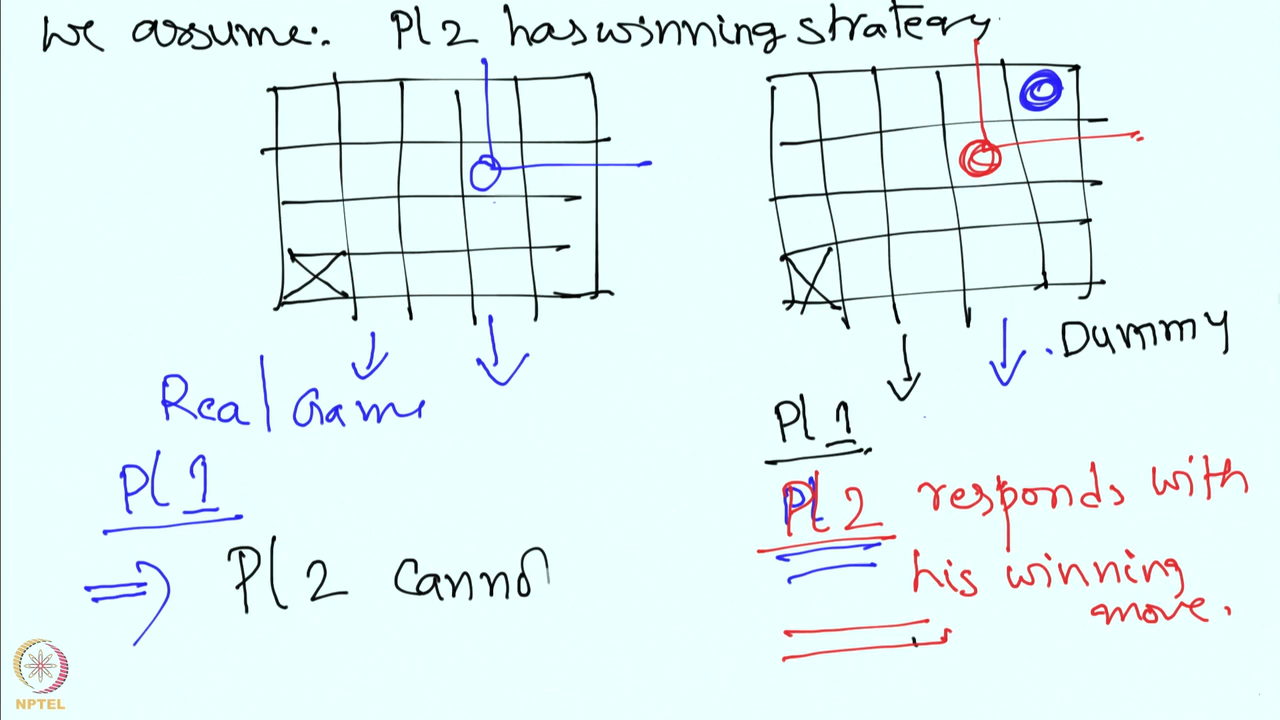 We assume:. Pl 2 has winning strategy
Dummy
Real Game
Pl 1
Pl 1
Pl 2 responds with
his winning
move.
⇒ Pl 2 canno
NPTEL